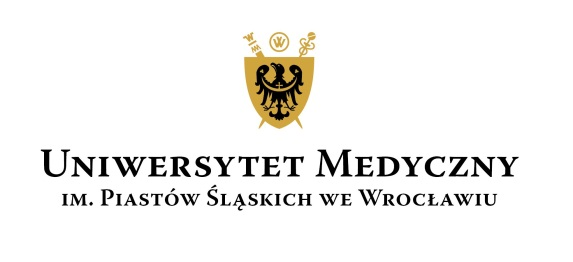 W
Uniwersytet Medyczny
im. Piastów Śląskich we Wrocławiu